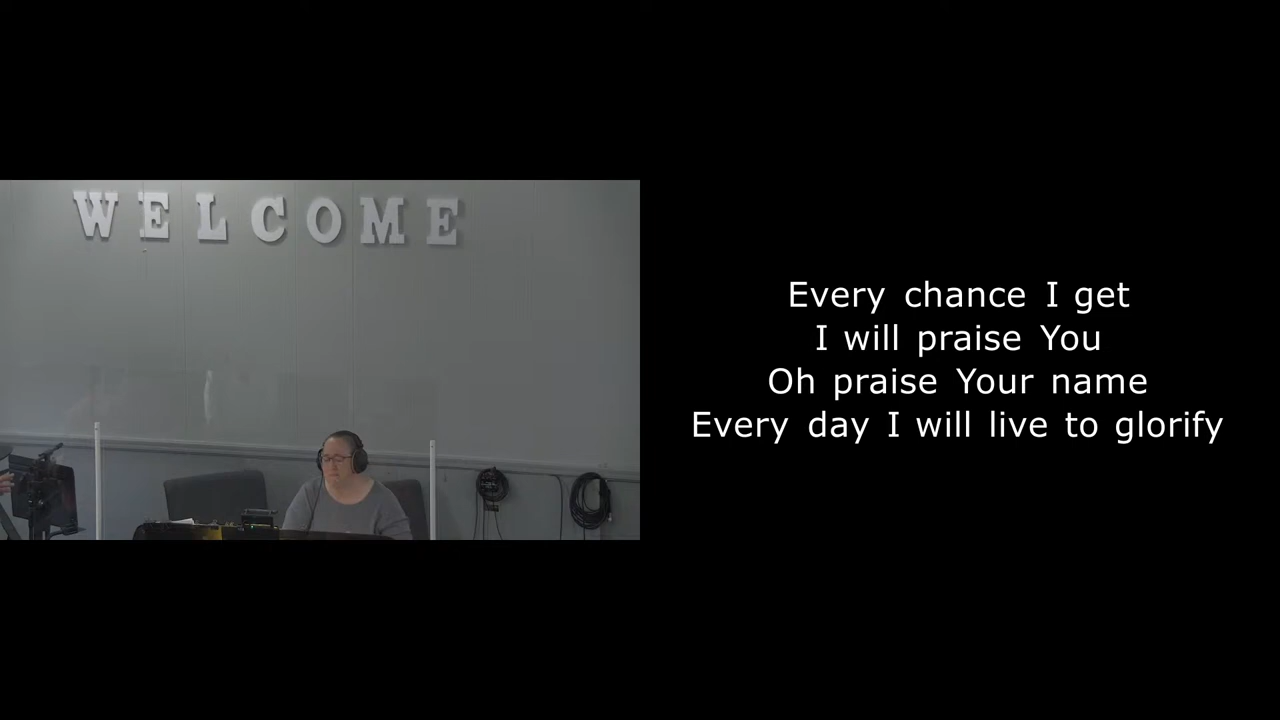 WELCOME
Every chance I get
I will praise You
Oh praise Your name
Every day I will live to glorify